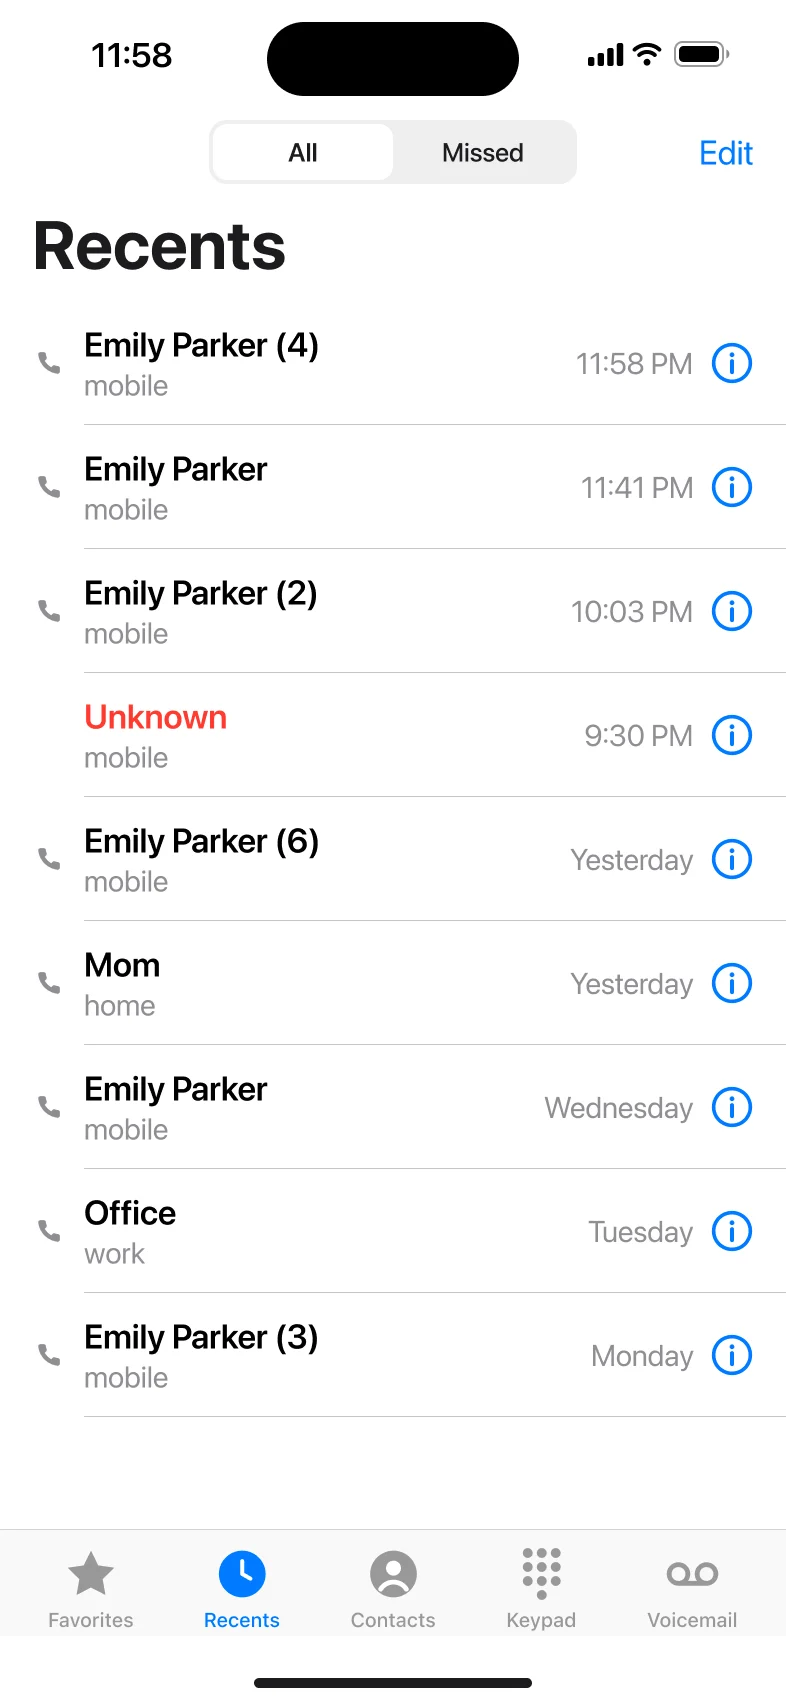 11:58
All
Missed
Edit
Recents
Emily Parker (4)
mobile
11:58 PM
Emily Parker
mobile
11:41 PM
Emily Parker (2)
mobile
10:03 PM
Unknown
mobile
9:30 PM
Emily Parker (6)
mobile
Yesterday
Mom
home
Yesterday
Emily Parker
mobile
Wednesday
Office
work
Tuesday
Emily Parker (3)
mobile
Monday
Favorites
Recents
Contacts
Keypad
Voicemail